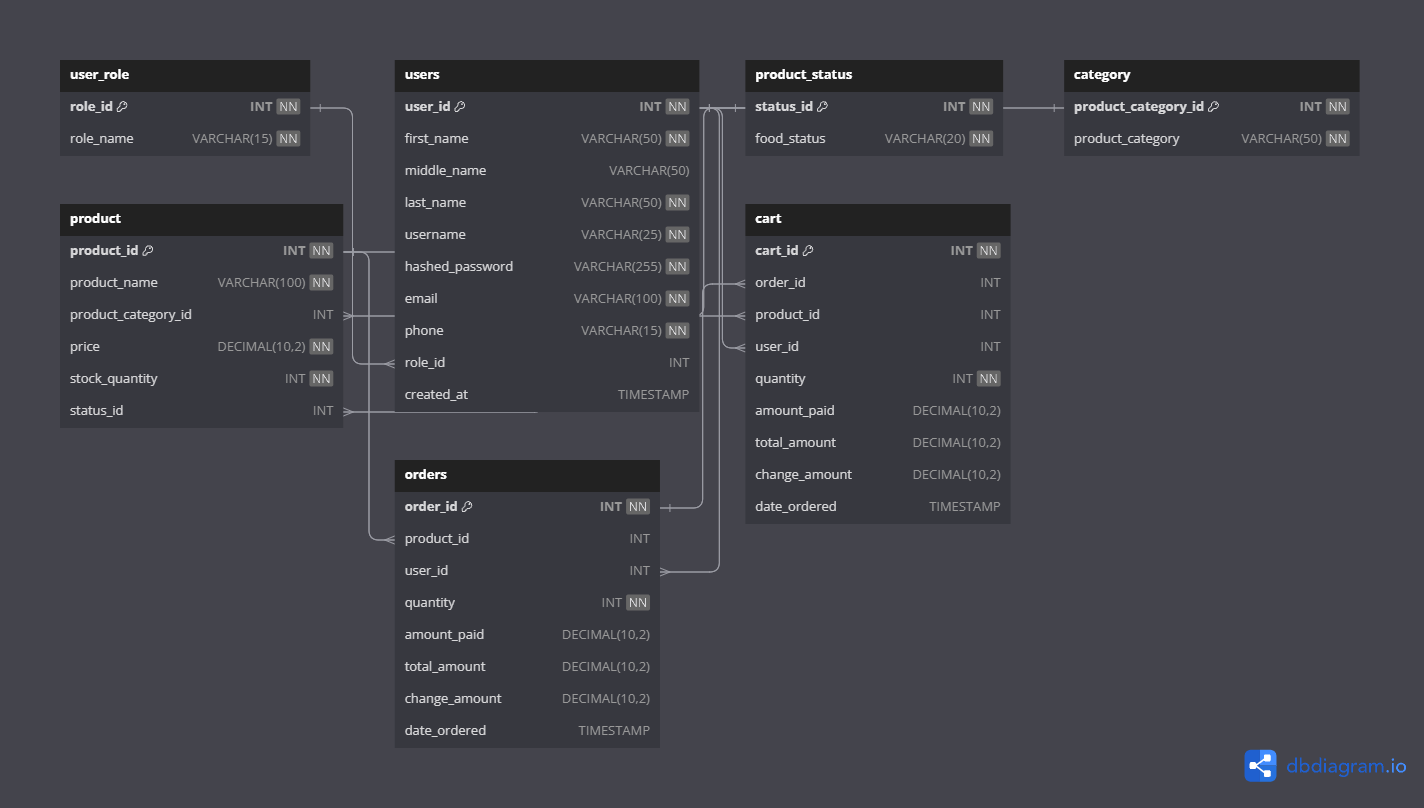 user_role
role_id INT NN
role_name VARCHAR(15) NN
users
user_id INT NN
first_name VARCHAR(50) NN
middle_name VARCHAR(50)
last_name VARCHAR(50) NN
username VARCHAR(25) NN
hashed_password VARCHAR(255) NN
email VARCHAR(100) NN
phone VARCHAR(15) NN
role_id INT
created_at TIMESTAMP
product_status
status_id INT NN
food_status VARCHAR(20) NN
category
product_category_id INT NN
product_category VARCHAR(50) NN
product
product_id INT NN
product_name VARCHAR(100) NN
product_category_id INT
price DECIMAL(10,2) NN
stock_quantity INT NN
status_id INT
cart
cart_id INT NN
order_id INT
product_id INT
user_id INT
quantity INT NN
amount_paid DECIMAL(10,2)
total_amount DECIMAL(10,2)
change_amount DECIMAL(10,2)
date_ordered TIMESTAMP
orders
order_id INT NN
product_id INT
user_id INT
quantity INT NN
amount_paid DECIMAL(10,2)
total_amount DECIMAL(10,2)
change_amount DECIMAL(10,2)
date_ordered TIMESTAMP
dbdiagram.io